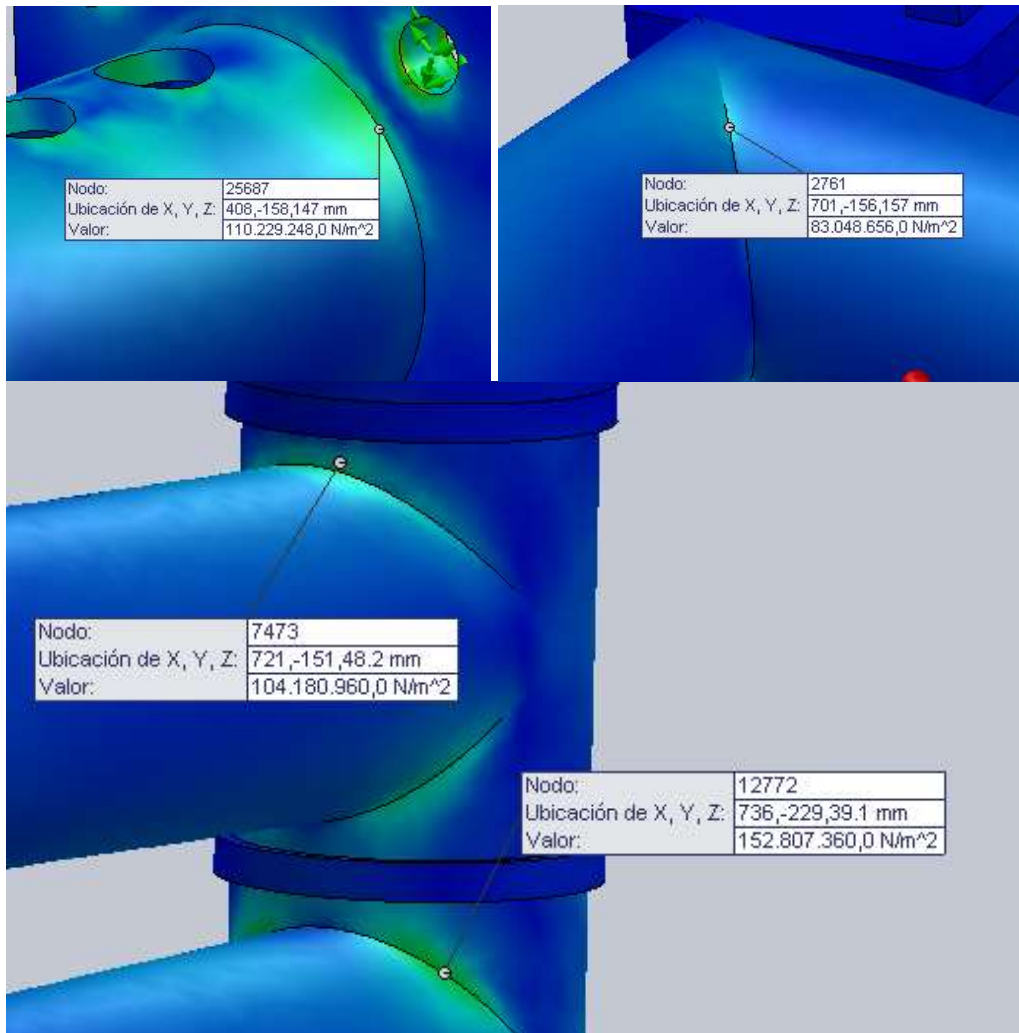 Nodo: 25687
Ubicación de X, Y, Z: 408,-158,147 mm
Valor: 110.229.248,0 N/m^2
Nodo: 2761
Ubicación de X, Y, Z: 701,-156,157 mm
Valor: 83.048.656,0 N/m^2
Nodo: 7473
Ubicación de X, Y, Z: 721,-151,48.2 mm
Valor: 104.180.960,0 N/m^2
Nodo: 12772
Ubicación de X, Y, Z: 736,-229,39.1 mm
Valor: 152.807.360,0 N/m^2